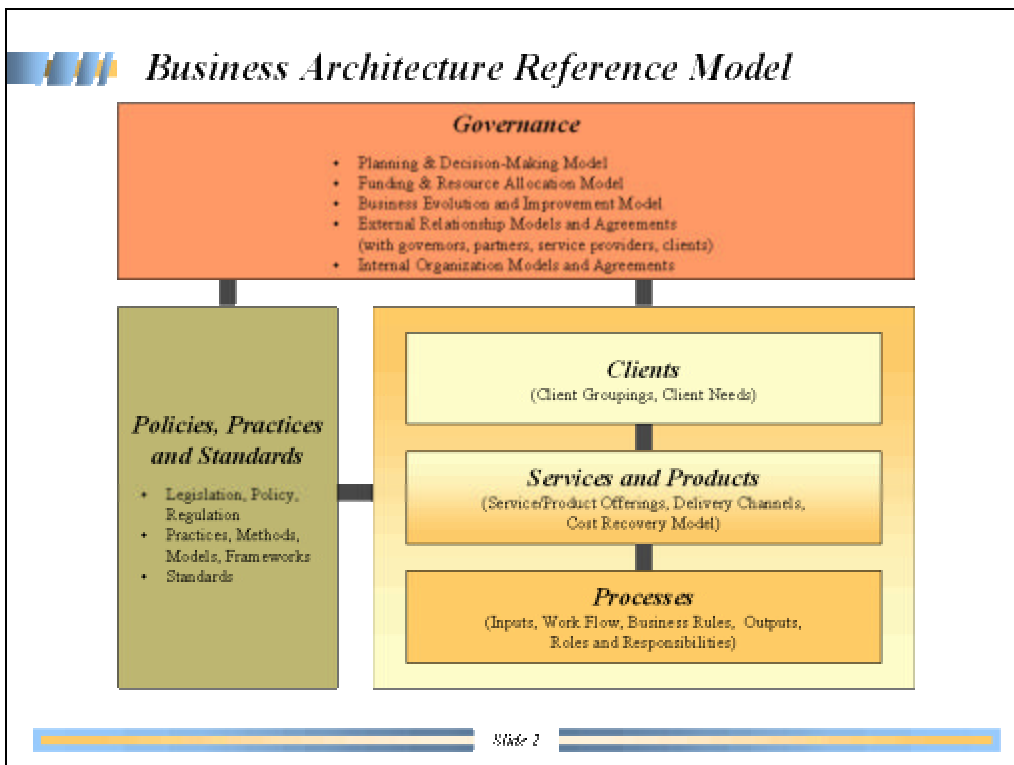 Business Architecture Reference Model
Governance
• Planning & Decision-Making Model
• Funding & Resource Allocation Model
• Business Evolution and Improvement Model
• External Relationship Models and Agreements
(with governors, partners, service providers, clients)
• Internal Organization Models and Agreements
Policies, Practices
and Standards
• Legislation, Policy,
Regulation
• Practices, Methods,
Models, Frameworks
• Standards
Clients
(Client Groupings, Client Needs)
Services and Products
(Service/Product Offerings, Delivery Channels,
Cost Recovery Model)
Processes
(Inputs, Work Flow, Business Rules, Outputs,
Roles and Responsibilities)
Slide 2